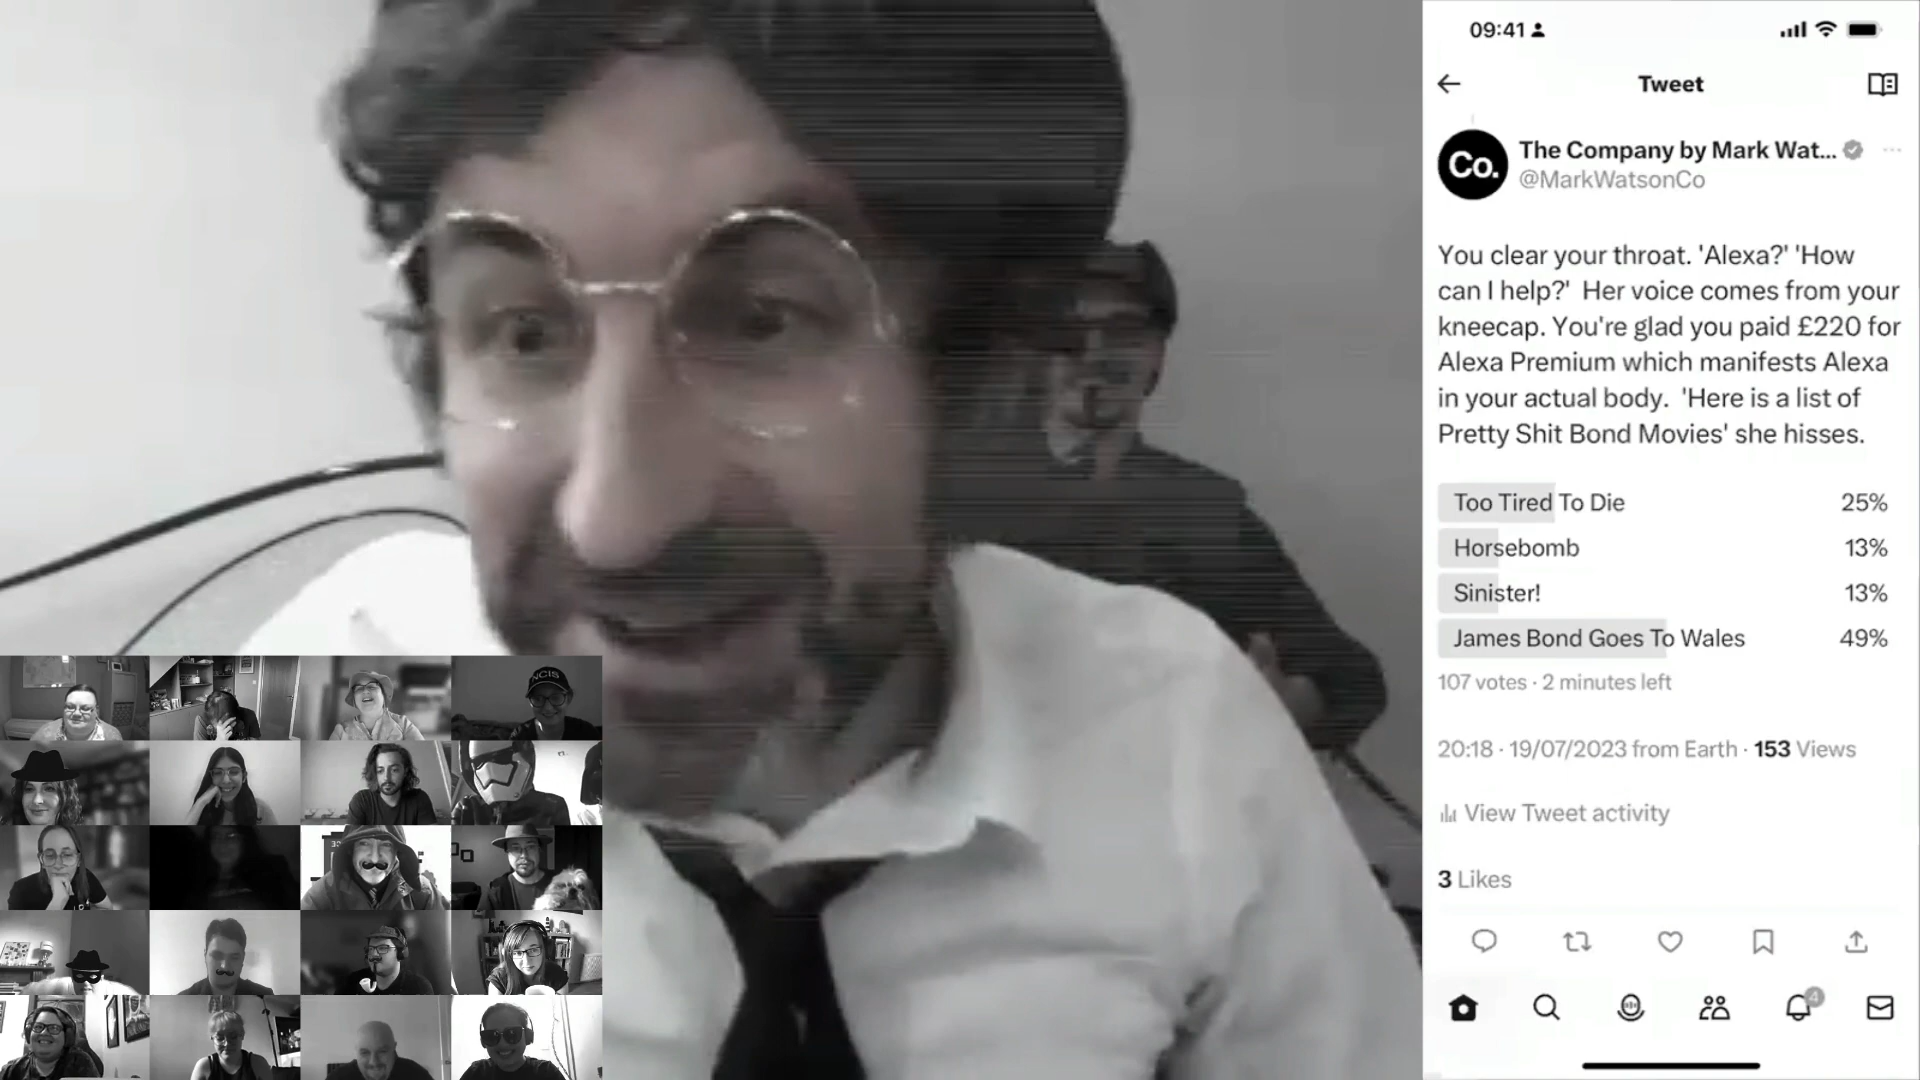 09:41
Tweet
Co.
The Company by Mark Wat...
@MarkWatsonCo
You clear your throat. 'Alexa?' 'How
can I help?' Her voice comes from your
kneecap. You're glad you paid £220 for
Alexa Premium which manifests Alexa
in your actual body. 'Here is a list of
Pretty Shit Bond Movies' she hisses.
Too Tired To Die 25%
Horsebomb 13%
Sinister! 13%
James Bond Goes To Wales 49%
107 votes · 2 minutes left
20:18 · 19/07/2023 from Earth · 153 Views
View Tweet activity
3 Likes
4
NCIS